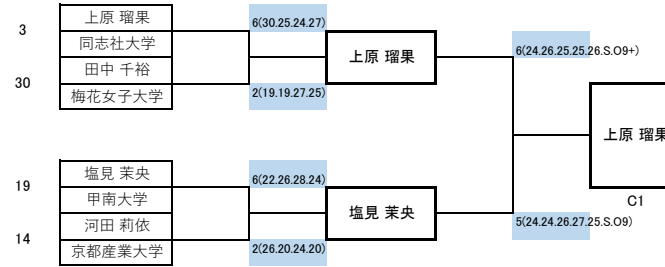 3
上原 瑠果
同志社大学
30
田中 千裕
梅花女子大学
6(30.25.24.27)
2(19.19.27.25)
上原 瑠果
6(24.26.25.25.26.S.O9+)
上原 瑠果
C1
19
塩見 茉央
甲南大学
14
河田 莉依
京都産業大学
6(22.26.28.24)
2(26.20.24.20)
塩見 茉央
5(24.24.26.27.25.S.O9)